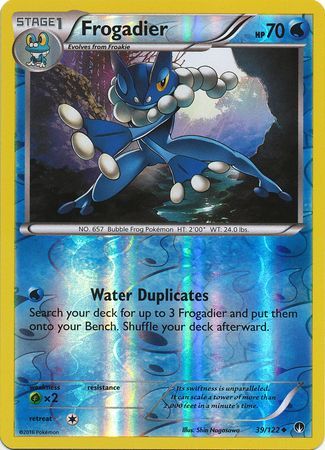 STAGE1
Frogadier
HP70
Evolves from Froakie
NO. 657 Bubble Frog Pokémon HT: 2'00" WT: 24.0 lbs.
Water Duplicates
Search your deck for up to 3 Frogadier and put them
onto your Bench. Shuffle your deck afterward.
weakness
resistance
×2
retreat
Its swiftness is unparalleled.
It can scale a tower of more than
2,000 feet in a minute's time.
©2016 Pokémon
Illus. Shin Nagasawa
39/122